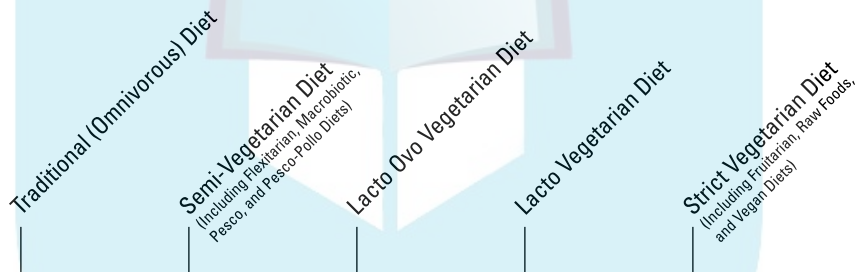 Traditional (Omnivorous) Diet
Semi-Vegetarian Diet
(Including Flexitarian, Macrobiotic,
Pesco, and Pesco-Pollo Diets)
Lacto Ovo Vegetarian Diet
Lacto Vegetarian Diet
Strict Vegetarian Diet
(Including Fruitarian, Raw Foods,
and Vegan Diets)